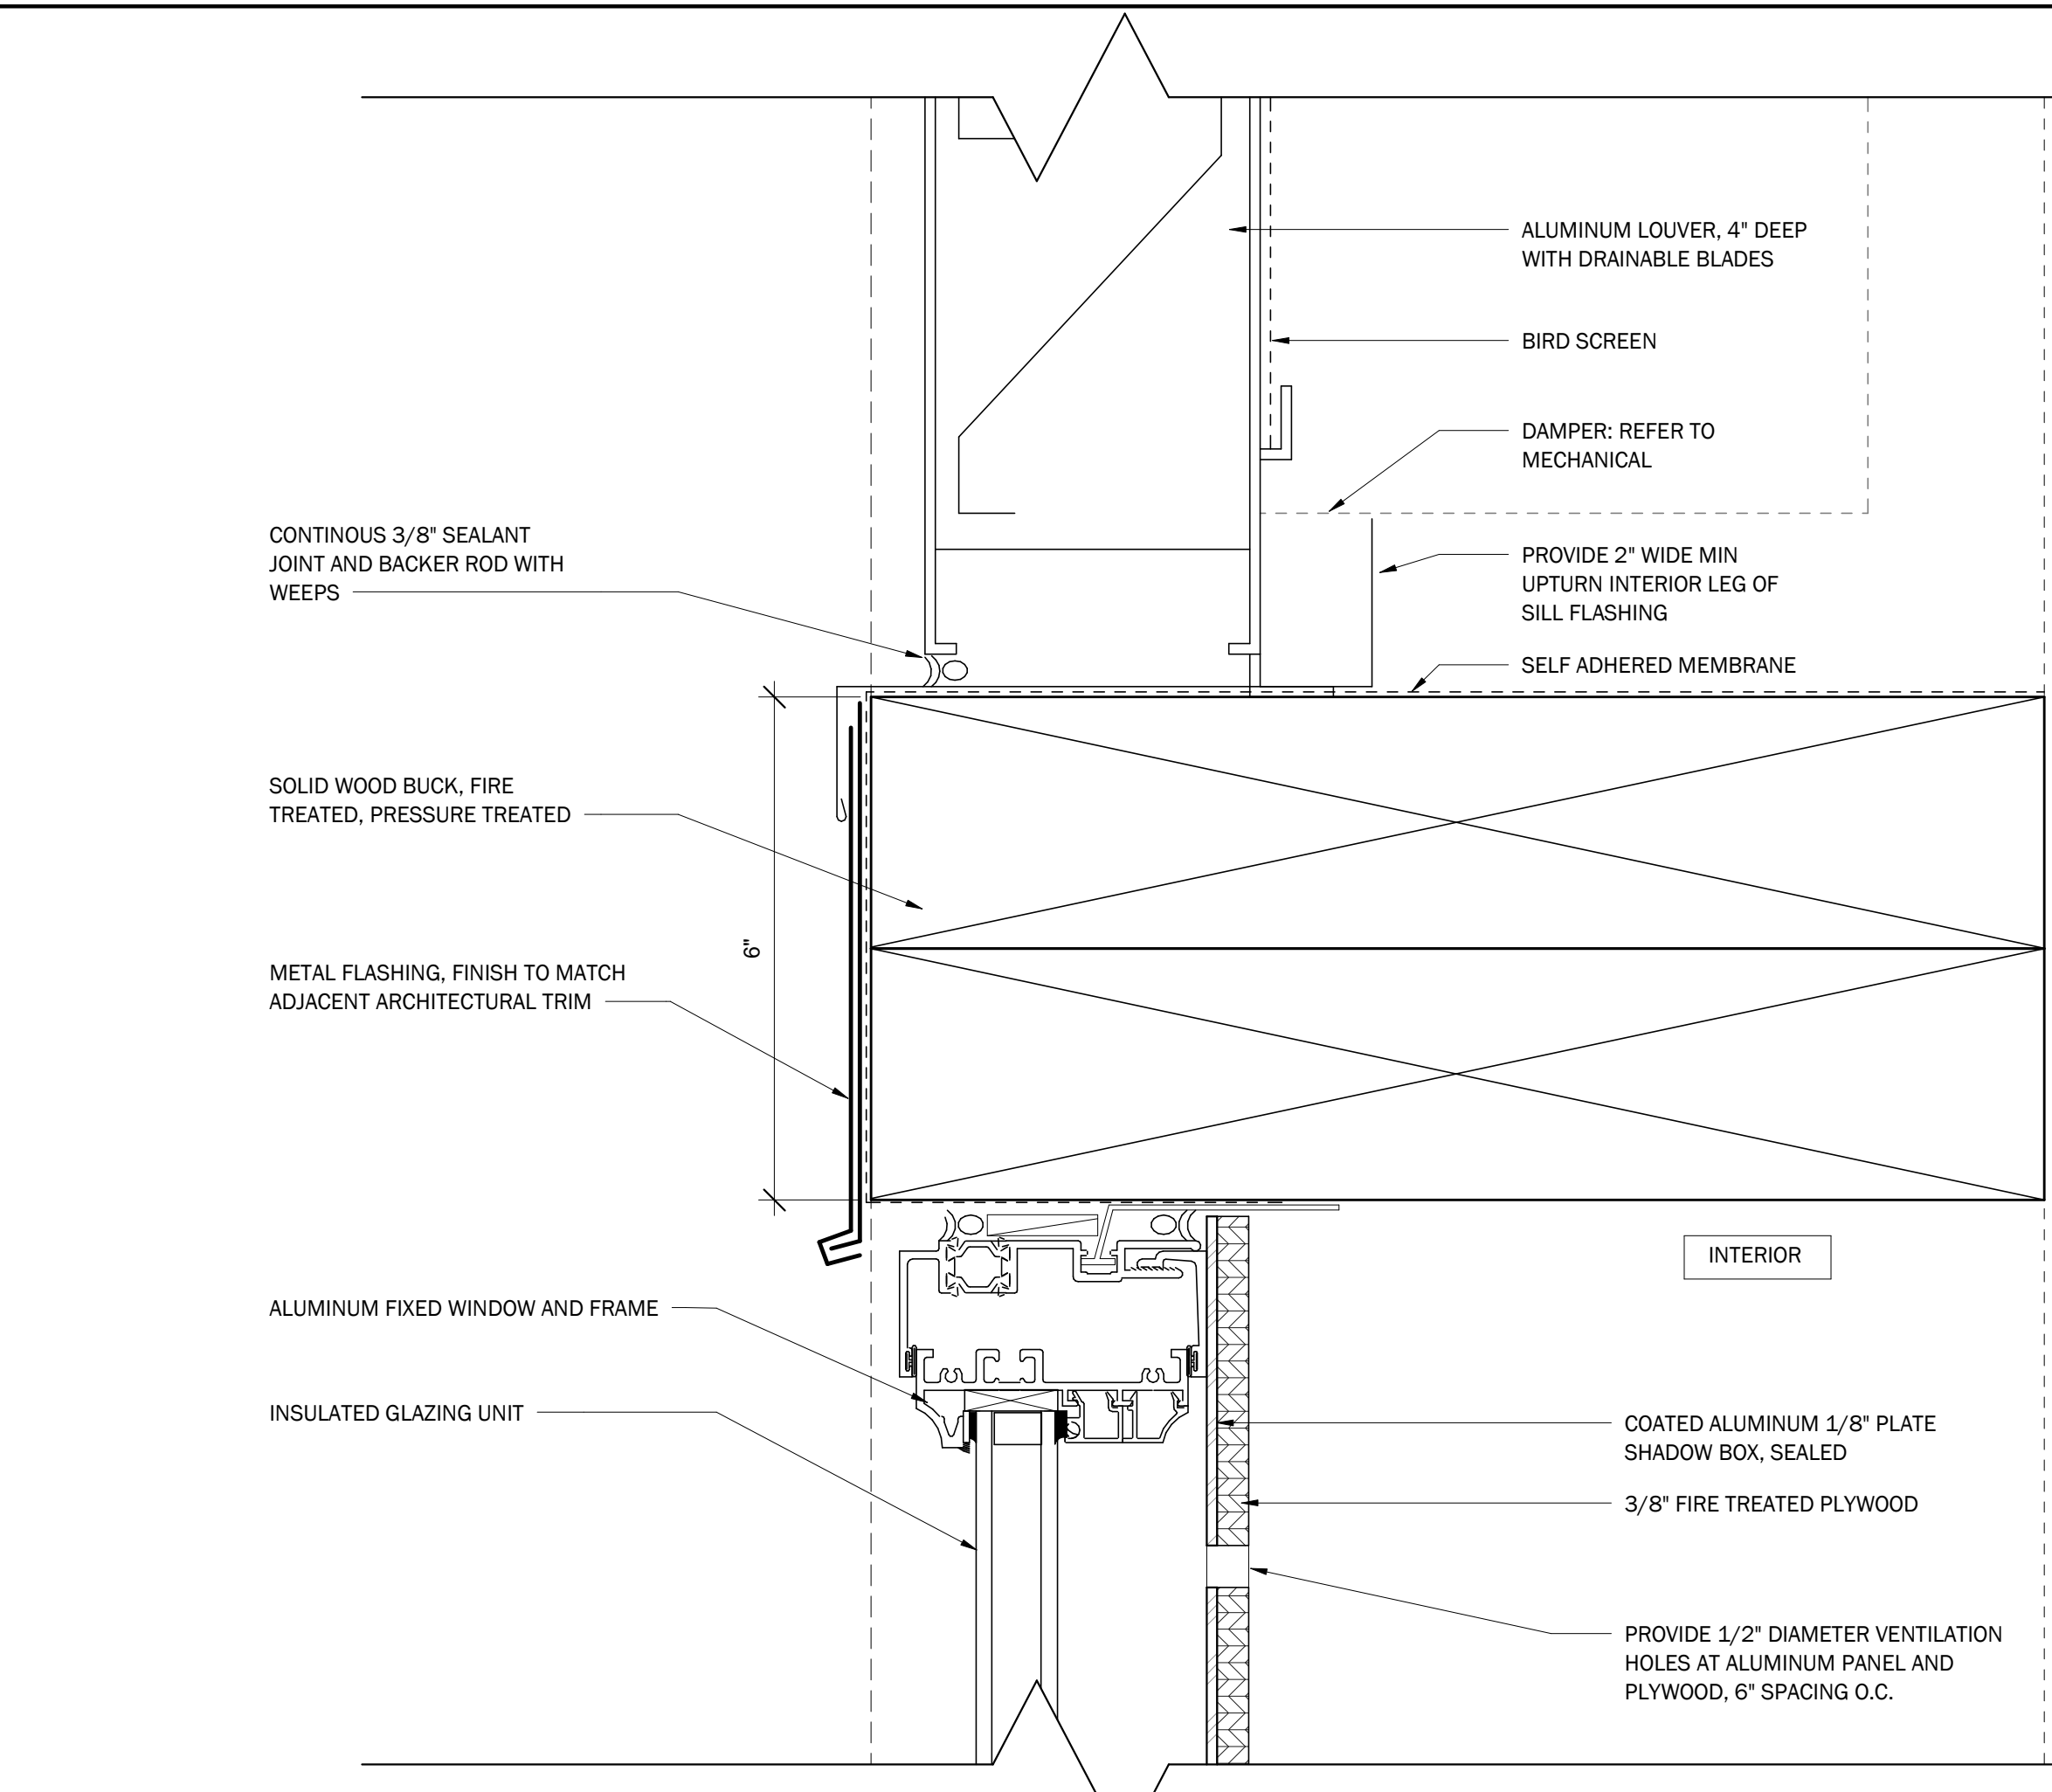 ALUMINUM LOUVER, 4" DEEP
WITH DRAINABLE BLADES
BIRD SCREEN
DAMPER: REFER TO
MECHANICAL
CONTINOUS 3/8" SEALANT
JOINT AND BACKER ROD WITH
WEEPS
PROVIDE 2" WIDE MIN
UPTURN INTERIOR LEG OF
SILL FLASHING
SELF ADHERED MEMBRANE
SOLID WOOD BUCK, FIRE
TREATED, PRESSURE TREATED
6"
METAL FLASHING, FINISH TO MATCH
ADJACENT ARCHITECTURAL TRIM
INTERIOR
ALUMINUM FIXED WINDOW AND FRAME
INSULATED GLAZING UNIT
COATED ALUMINUM 1/8" PLATE
SHADOW BOX, SEALED
3/8" FIRE TREATED PLYWOOD
PROVIDE 1/2" DIAMETER VENTILATION
HOLES AT ALUMINUM PANEL AND
PLYWOOD, 6" SPACING O.C.